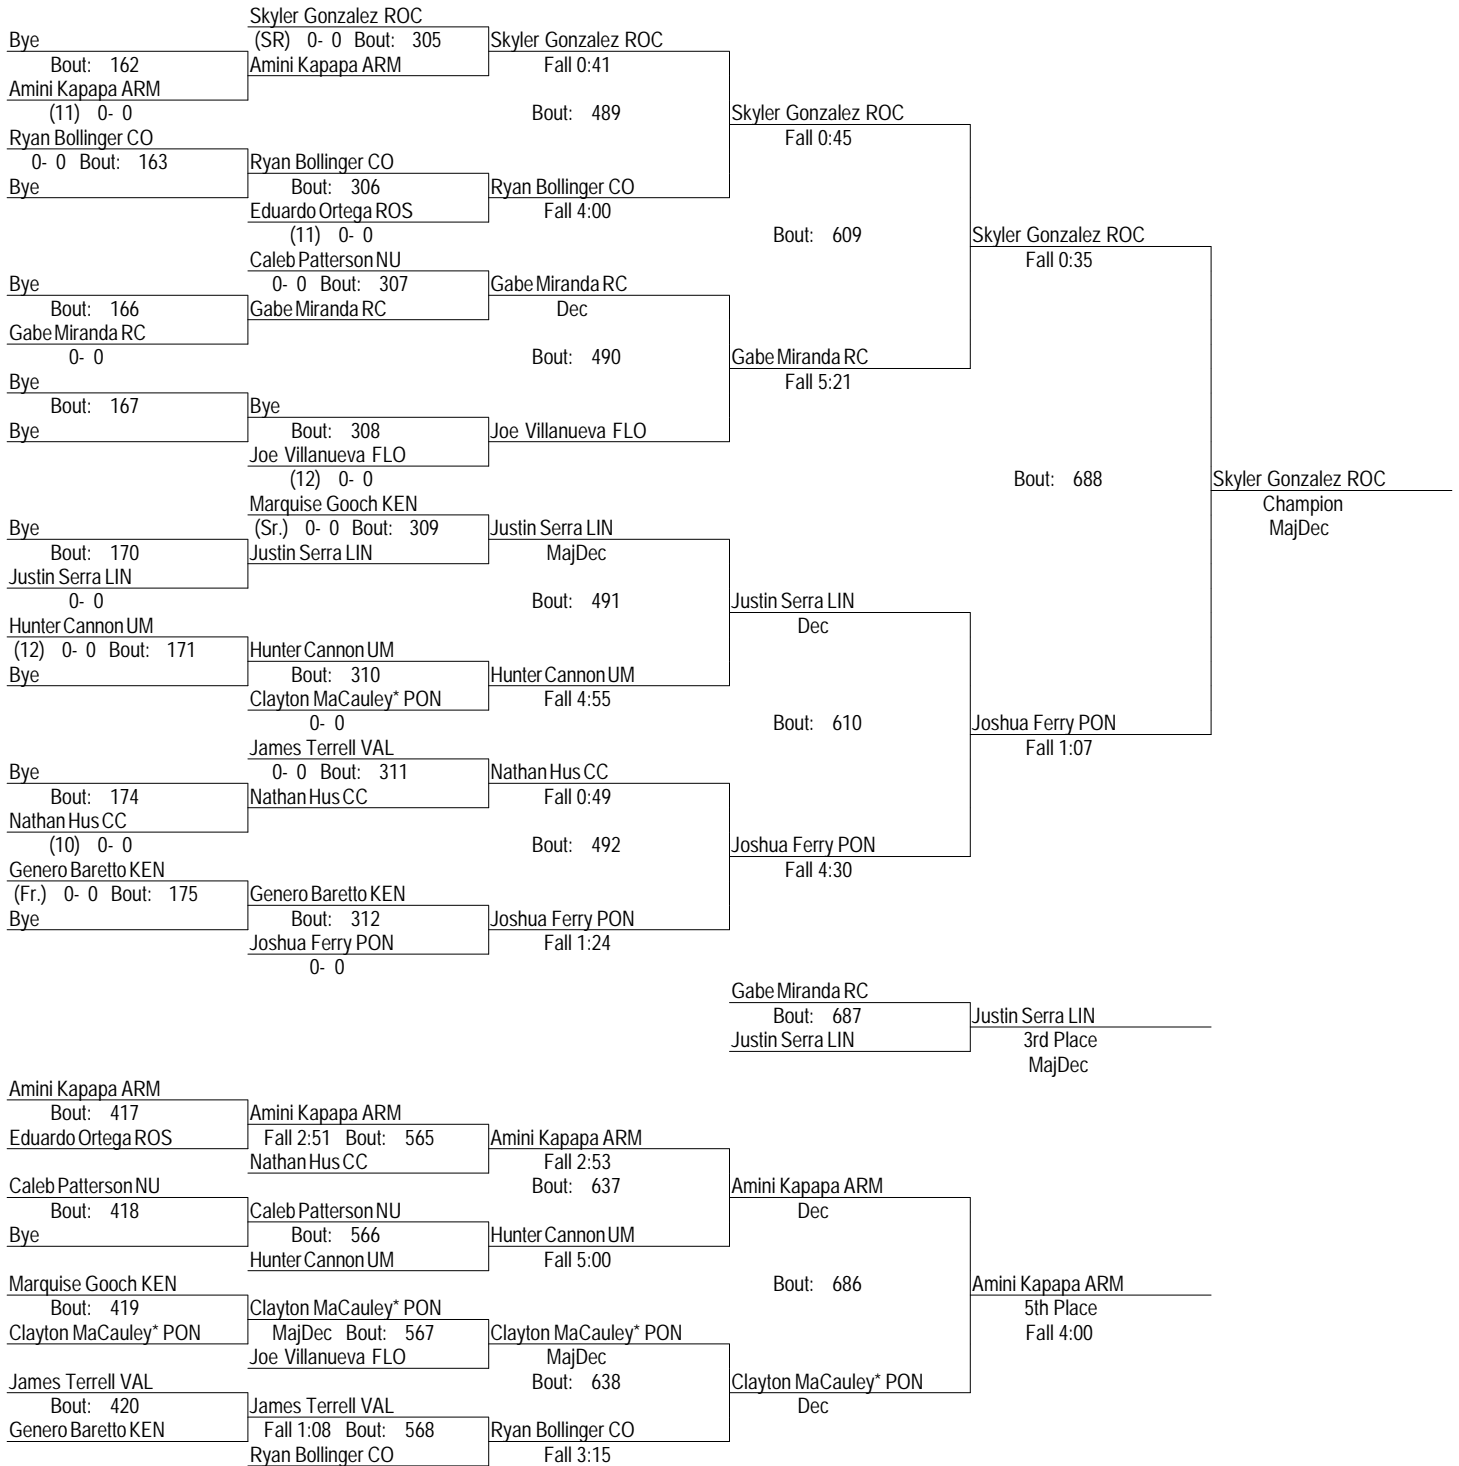 Skyler Gonzalez ROC
Bye (SR) 0- 0 Bout: 305 Skyler Gonzalez ROC
Bout: 162 Amini Kapapa ARM Fall 0:41
Amini Kapapa ARM
(11) 0- 0 Bout: 489 Skyler Gonzalez ROC
Ryan Bollinger CO Fall 0:45
0- 0 Bout: 163 Ryan Bollinger CO
Bye Bout: 306 Ryan Bollinger CO
Eduardo Ortega ROS Fall 4:00
(11) 0- 0 Bout: 609 Skyler Gonzalez ROC
Caleb Patterson NU Fall 0:35
Bye 0- 0 Bout: 307 Gabe Miranda RC
Bout: 166 Gabe Miranda RC Dec
Gabe Miranda RC
0- 0 Bout: 490 Gabe Miranda RC
Bye Fall 5:21
Bout: 167 Bye
Bye Bout: 308 Joe Villanueva FLO
Joe Villanueva FLO
(12) 0- 0 Bout: 688 Skyler Gonzalez ROC
Marquise Gooch KEN Champion
Bye (Sr.) 0- 0 Bout: 309 Justin Serra LIN MajDec
Bout: 170 Justin Serra LIN MajDec
Justin Serra LIN
0- 0 Bout: 491 Justin Serra LIN
Hunter Cannon UM Dec
(12) 0- 0 Bout: 171 Hunter Cannon UM
Bye Bout: 310 Hunter Cannon UM
Clayton MaCauley* PON Fall 4:55
0- 0 Bout: 610 Joshua Ferry PON
James Terrell VAL Fall 1:07
Bye 0- 0 Bout: 311 Nathan Hus CC
Bout: 174 Nathan Hus CC Fall 0:49
Nathan Hus CC
(10) 0- 0 Bout: 492 Joshua Ferry PON
Genero Baretto KEN Fall 4:30
(Fr.) 0- 0 Bout: 175 Genero Baretto KEN
Bye Bout: 312 Joshua Ferry PON
Joshua Ferry PON Fall 1:24
0- 0
Gabe Miranda RC
Bout: 687 Justin Serra LIN
Justin Serra LIN 3rd Place
MajDec
Amini Kapapa ARM
Bout: 417 Amini Kapapa ARM
Eduardo Ortega ROS Fall 2:51 Bout: 565 Amini Kapapa ARM
Nathan Hus CC Fall 2:53
Caleb Patterson NU Bout: 637 Amini Kapapa ARM
Bout: 418 Caleb Patterson NU Dec
Bye Bout: 566 Hunter Cannon UM
Hunter Cannon UM Fall 5:00
Marquise Gooch KEN Bout: 686 Amini Kapapa ARM
Bout: 419 Clayton MaCauley* PON 5th Place
Clayton MaCauley* PON MajDec Bout: 567 Clayton MaCauley* PON Fall 4:00
Joe Villanueva FLO MajDec
James Terrell VAL Bout: 638 Clayton MaCauley* PON
Bout: 420 James Terrell VAL Dec
Genero Baretto KEN Fall 1:08 Bout: 568 Ryan Bollinger CO
Ryan Bollinger CO Fall 3:15